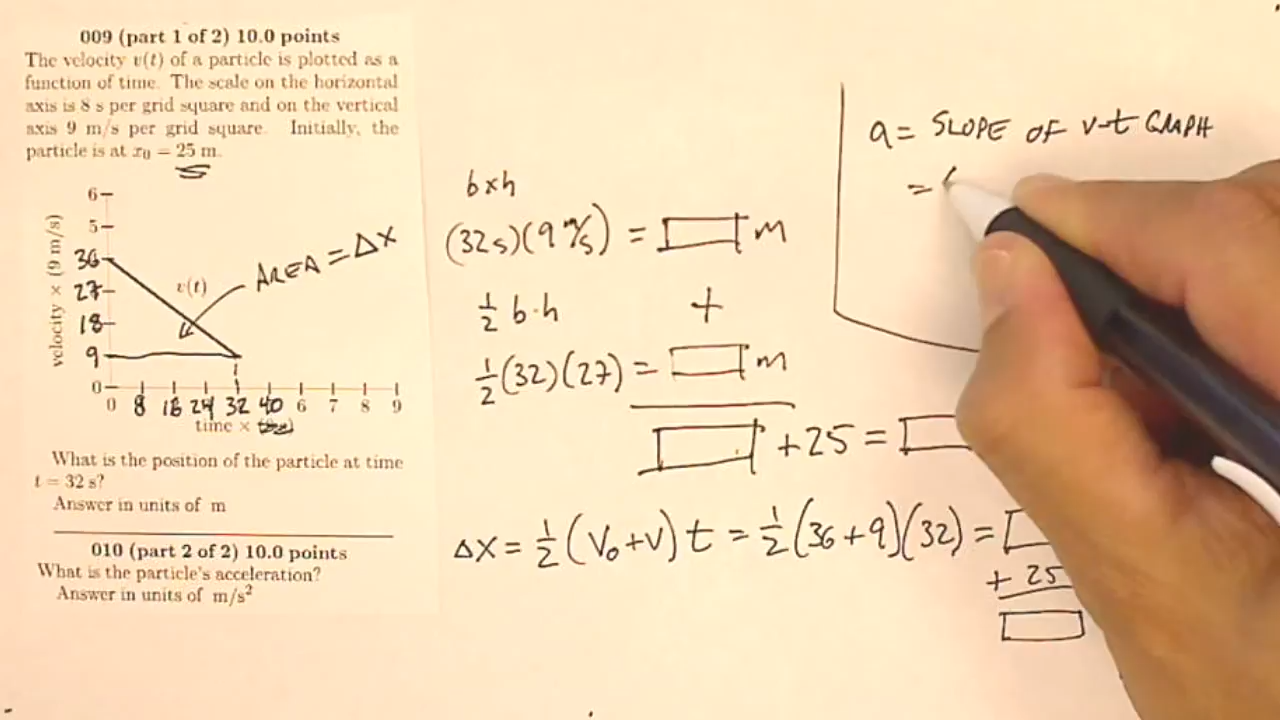 009 (part 1 of 2) 10.0 points
The velocity v(t) of a particle is plotted as a
function of time. The scale on the horizontal
axis is 8 s per grid square and on the vertical
axis 9 m/s per grid square. Initially, the
particle is at x₀ = 25 m.
6
5
36
27
18
9
0
velocity × (9 m/s)
v(t)
AREA = Δx
0 8 16 24 32 40 6 7 8 9
time ×
What is the position of the particle at time
t = 32 s?
Answer in units of m
010 (part 2 of 2) 10.0 points
What is the particle's acceleration?
Answer in units of m/s²
b×h
(32s)(9 m/s) = m
½ b·h +
½(32)(27) = m
+25 =
Δx = ½(V₀+V)t = ½(36+9)(32) =
+ 25
a = SLOPE OF V-t GRAPH
=